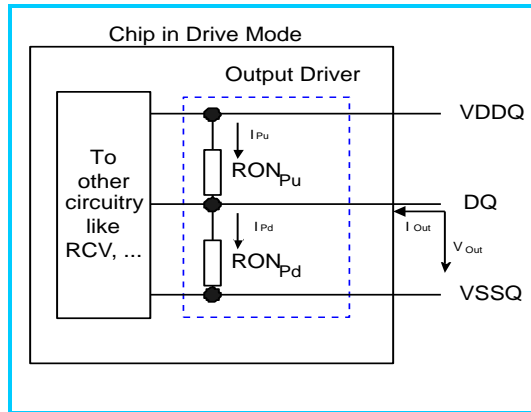 Chip in Drive Mode
Output Driver
VDDQ
I Pu
To
other
circuitry
like
RCV, ...
RON Pu
DQ
I Out
I Pd
V Out
RON Pd
VSSQ